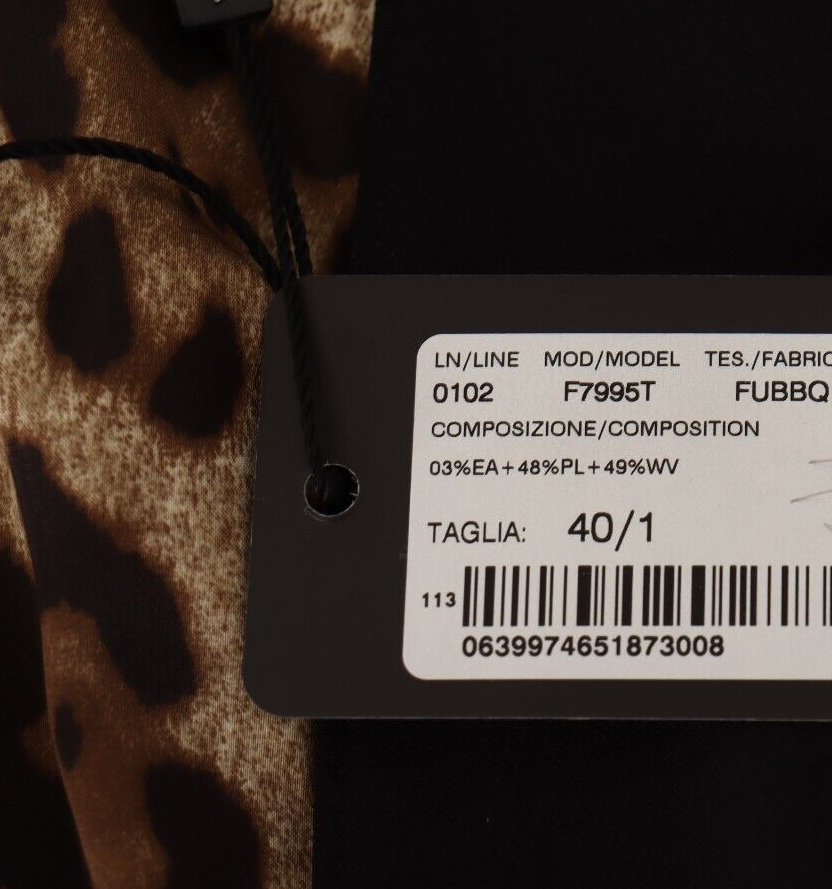 LN/LINE MOD/MODEL TES./FABRIC
0102 F7995T FUBBQ
COMPOSIZIONE/COMPOSITION
03%EA+48%PL+49%WV
TAGLIA: 40/1
113
0639974651873008